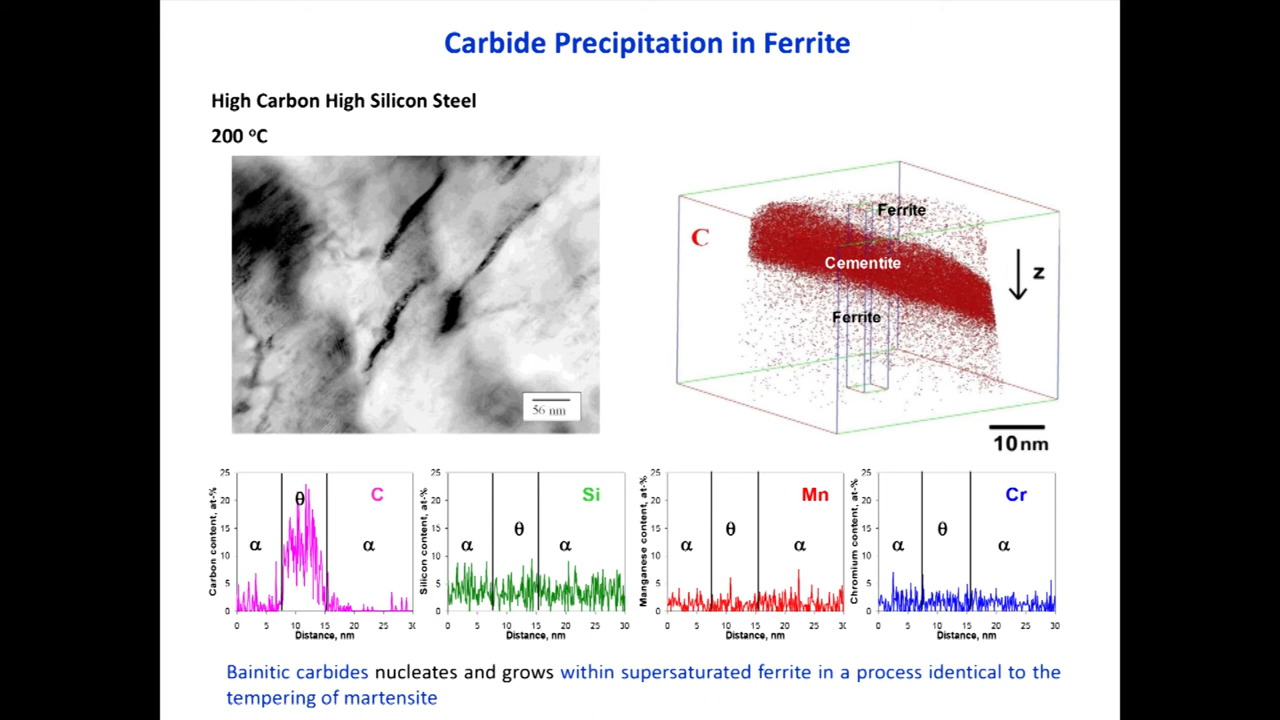 Carbide Precipitation in Ferrite
High Carbon High Silicon Steel
200 ºC
56 nm
C
Ferrite
Cementite
Ferrite
z
10nm
Carbon content, at-%
25
20
15
10
5
0
α
θ
C
α
0 5 10 15 20 25
Distance, nm
Silicon content, at-%
25
20
15
10
5
0
Si
α
θ
α
0 5 10 15 20 25 30
Distance, nm
Manganese content, at-%
25
20
15
10
5
0
Mn
α
θ
α
0 5 10 15 20 25
Distance, nm
Chromium content, at-%
25
20
15
10
5
0
Cr
α
θ
α
0 5 10 15 20 25 30
Distance, nm
Bainitic carbides nucleates and grows within supersaturated ferrite in a process identical to the
tempering of martensite